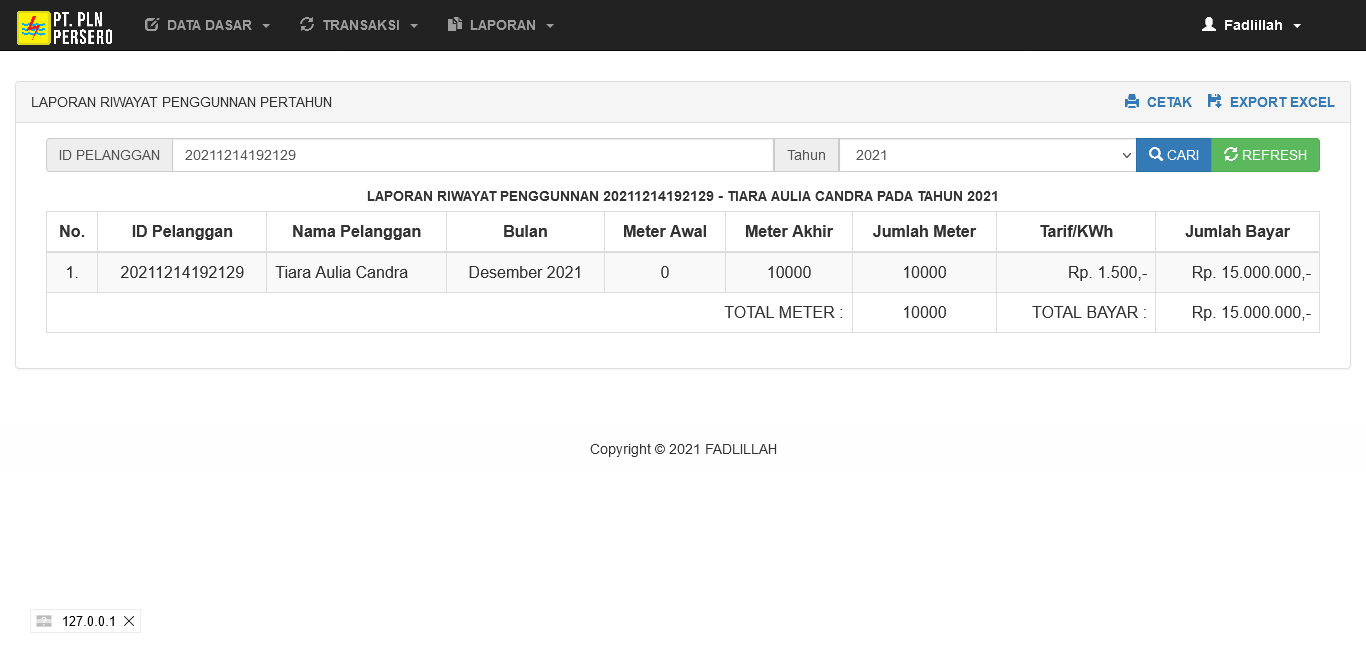 PT. PLN
PERSERO
DATA DASAR
TRANSAKSI
LAPORAN
Fadlillah
LAPORAN RIWAYAT PENGGUNNAN PERTAHUN
CETAK
EXPORT EXCEL
ID PELANGGAN 20211214192129 Tahun 2021 CARI REFRESH
LAPORAN RIWAYAT PENGGUNNAN 20211214192129 - TIARA AULIA CANDRA PADA TAHUN 2021
No. ID Pelanggan Nama Pelanggan Bulan Meter Awal Meter Akhir Jumlah Meter Tarif/KWh Jumlah Bayar
1. 20211214192129 Tiara Aulia Candra Desember 2021 0 10000 10000 Rp. 1.500,- Rp. 15.000.000,-
TOTAL METER : 10000 TOTAL BAYAR : Rp. 15.000.000,-
Copyright © 2021 FADLILLAH
127.0.0.1